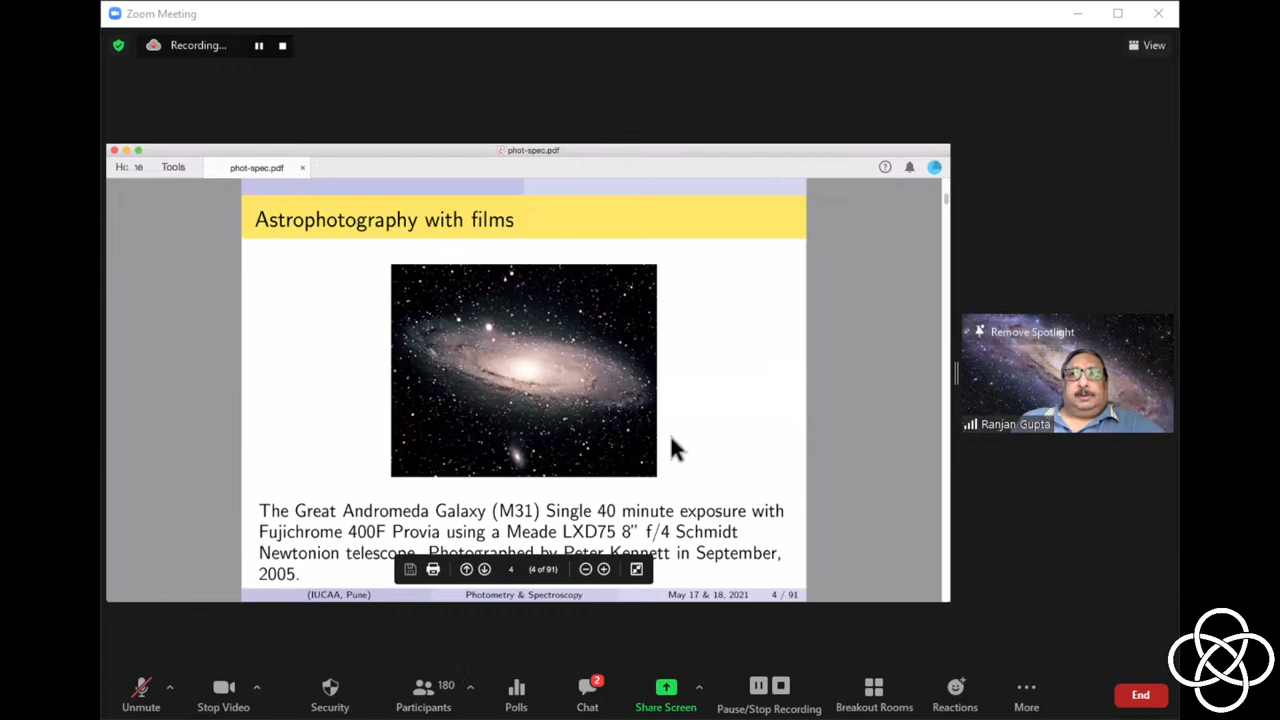 Zoom Meeting
Recording...
View
phot-spec.pdf
Home Tools phot-spec.pdf ×
Astrophotography with films
Remove Spotlight
Ranjan Gupta
The Great Andromeda Galaxy (M31) Single 40 minute exposure with
Fujichrome 400F Provia using a Meade LXD75 8" f/4 Schmidt
Newtonion telescope. Photographed by Peter Kennett in September,
2005.
4 (4 of 91)
(IUCAA, Pune) Photometry & Spectroscopy May 17 & 18, 2021 4 / 91
180
2
Unmute Stop Video Security Participants Polls Chat Share Screen Pause/Stop Recording Breakout Rooms Reactions More End